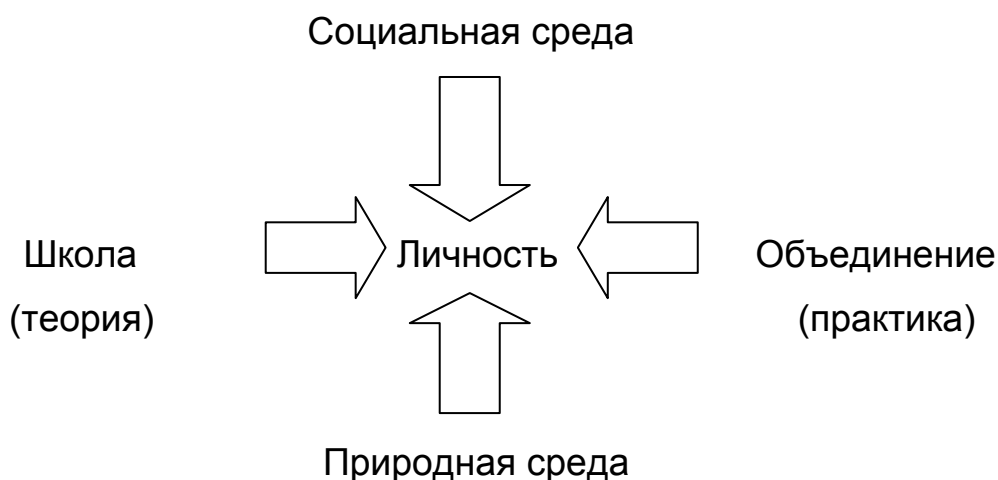 Социальная среда
Школа
(теория)
Личность
Объединение
(практика)
Природная среда